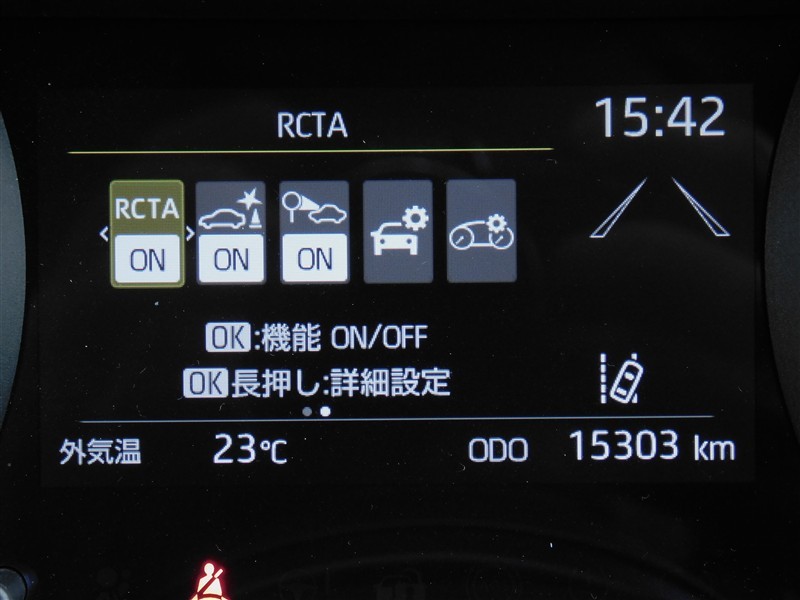 RCTA
15:42
RCTA
ON ON ON
OK:機能 ON/OFF
OK長押し:詳細設定
外気温 23℃ ODO 15303 km